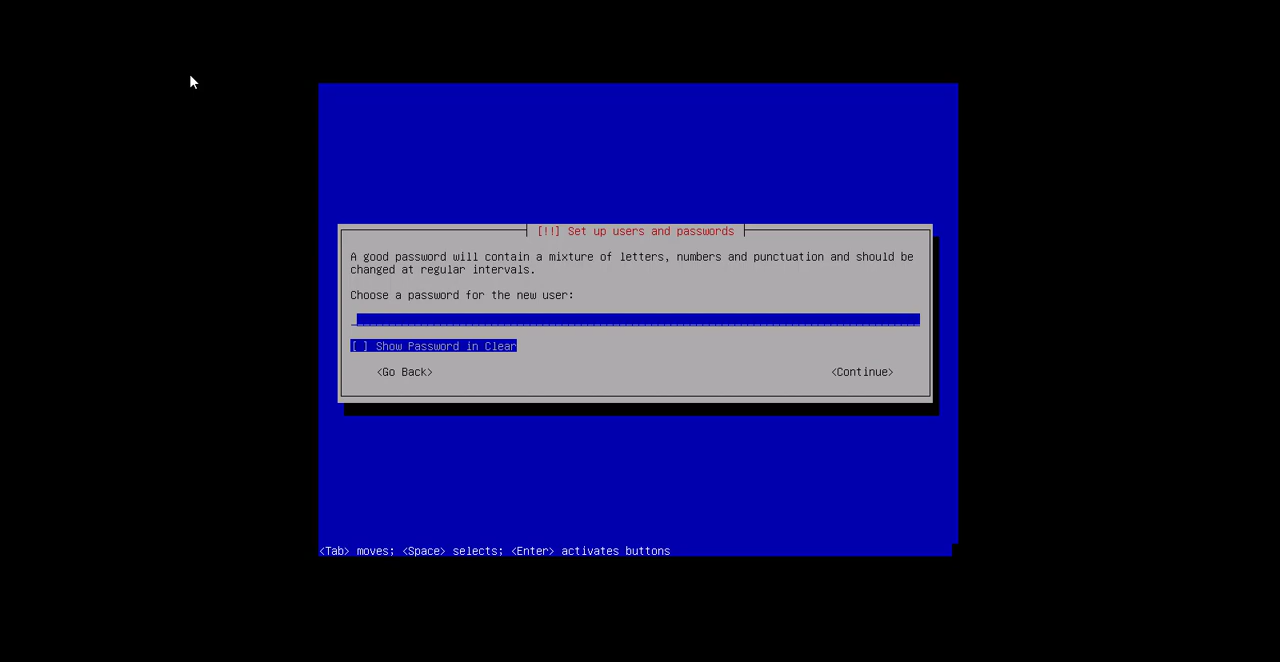 [!!] Set up users and passwords
A good password will contain a mixture of letters, numbers and punctuation and should be
changed at regular intervals.
Choose a password for the new user:
[ ] Show Password in Clear
<Go Back> <Continue>
<Tab> moves; <Space> selects; <Enter> activates buttons